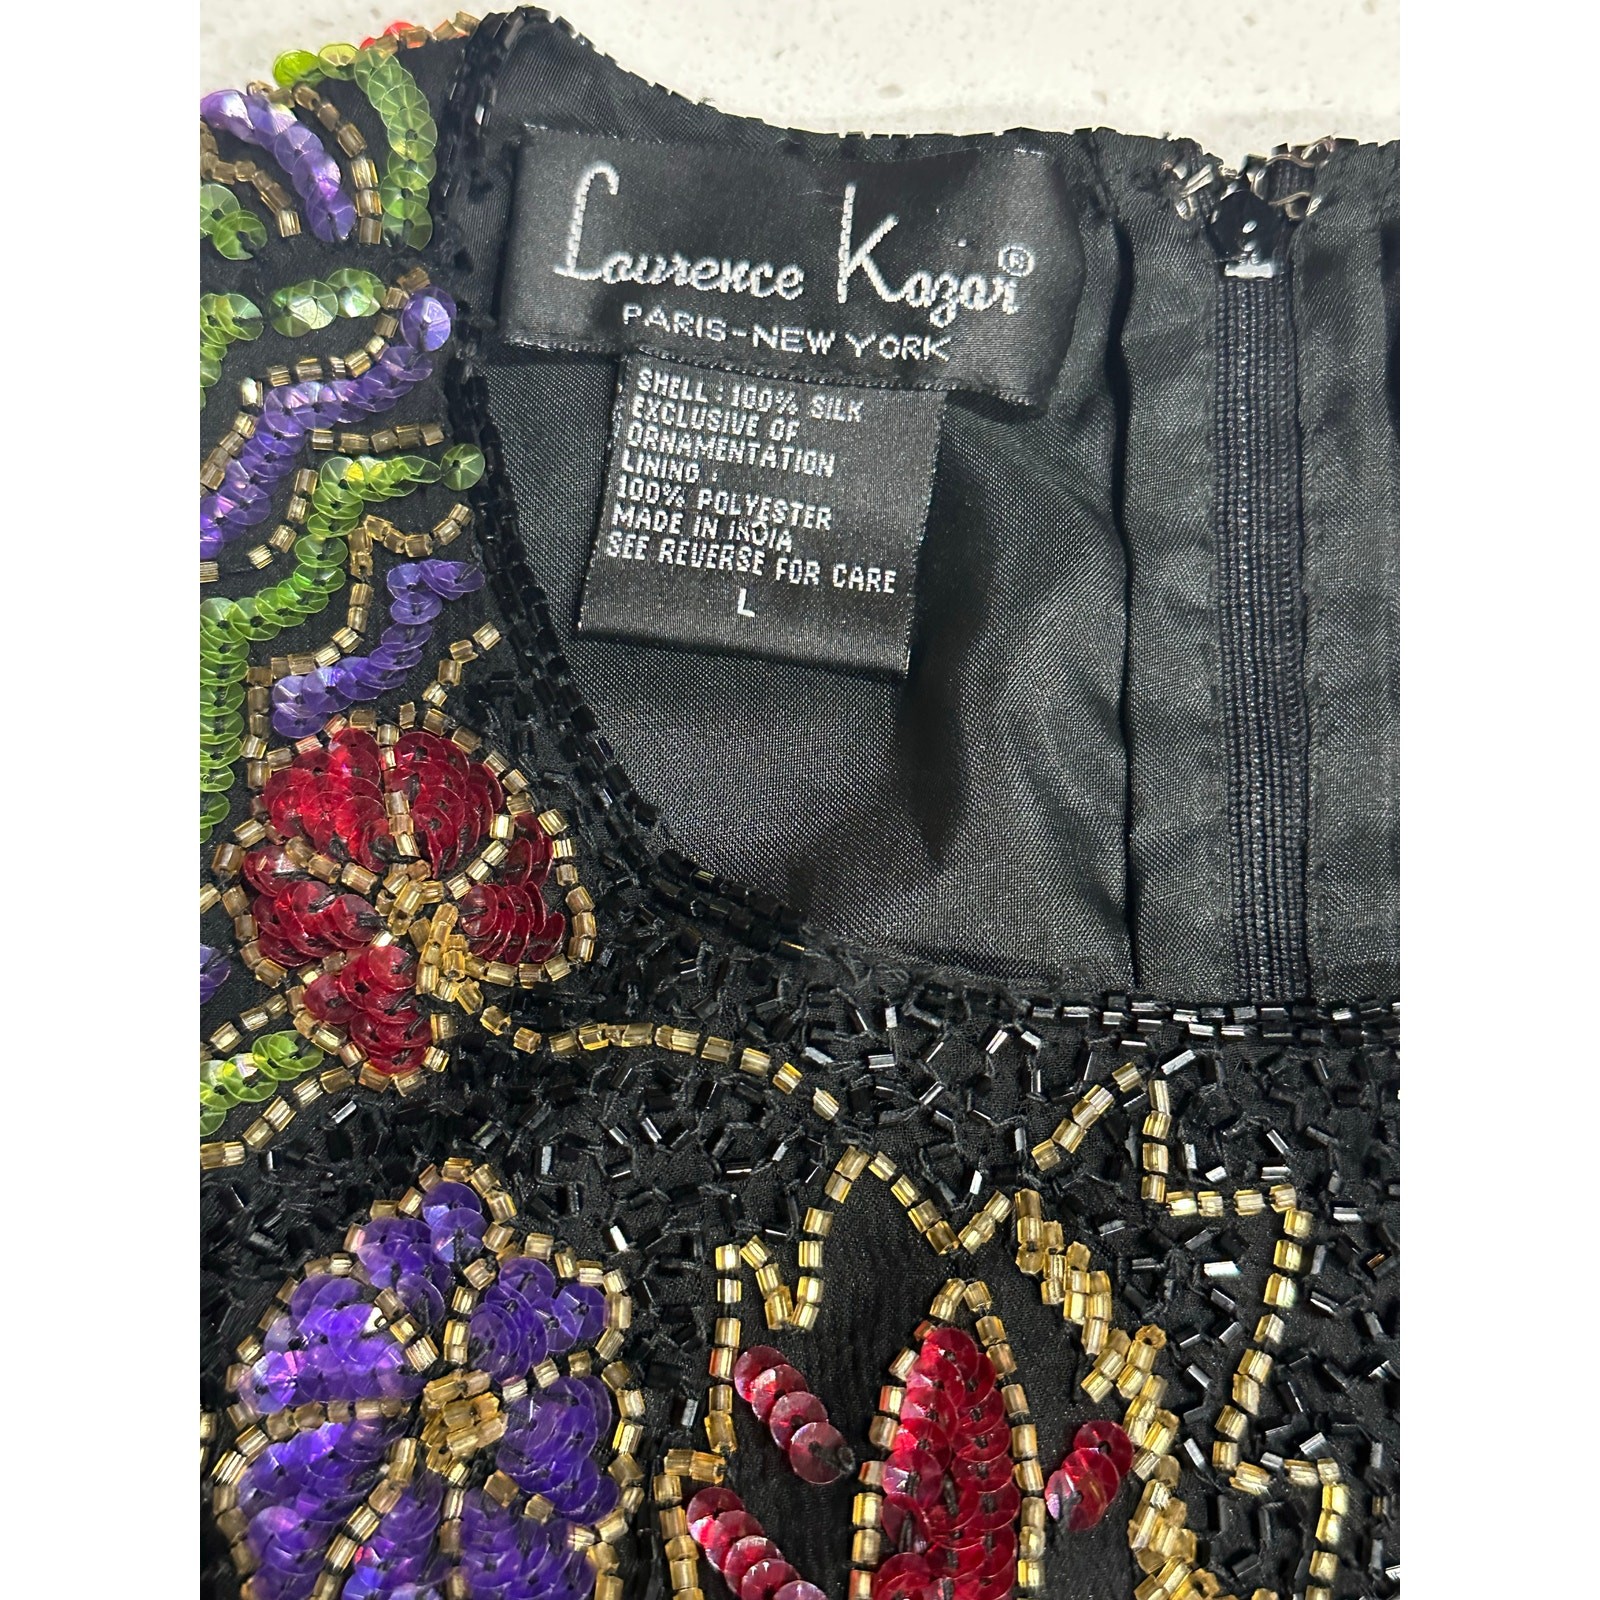 Laurence Kazar®
PARIS-NEW YORK
SHELL : 100% SILK
EXCLUSIVE OF
ORNAMENTATION
LINING :
100% POLYESTER
MADE IN INDIA
SEE REVERSE FOR CARE
L